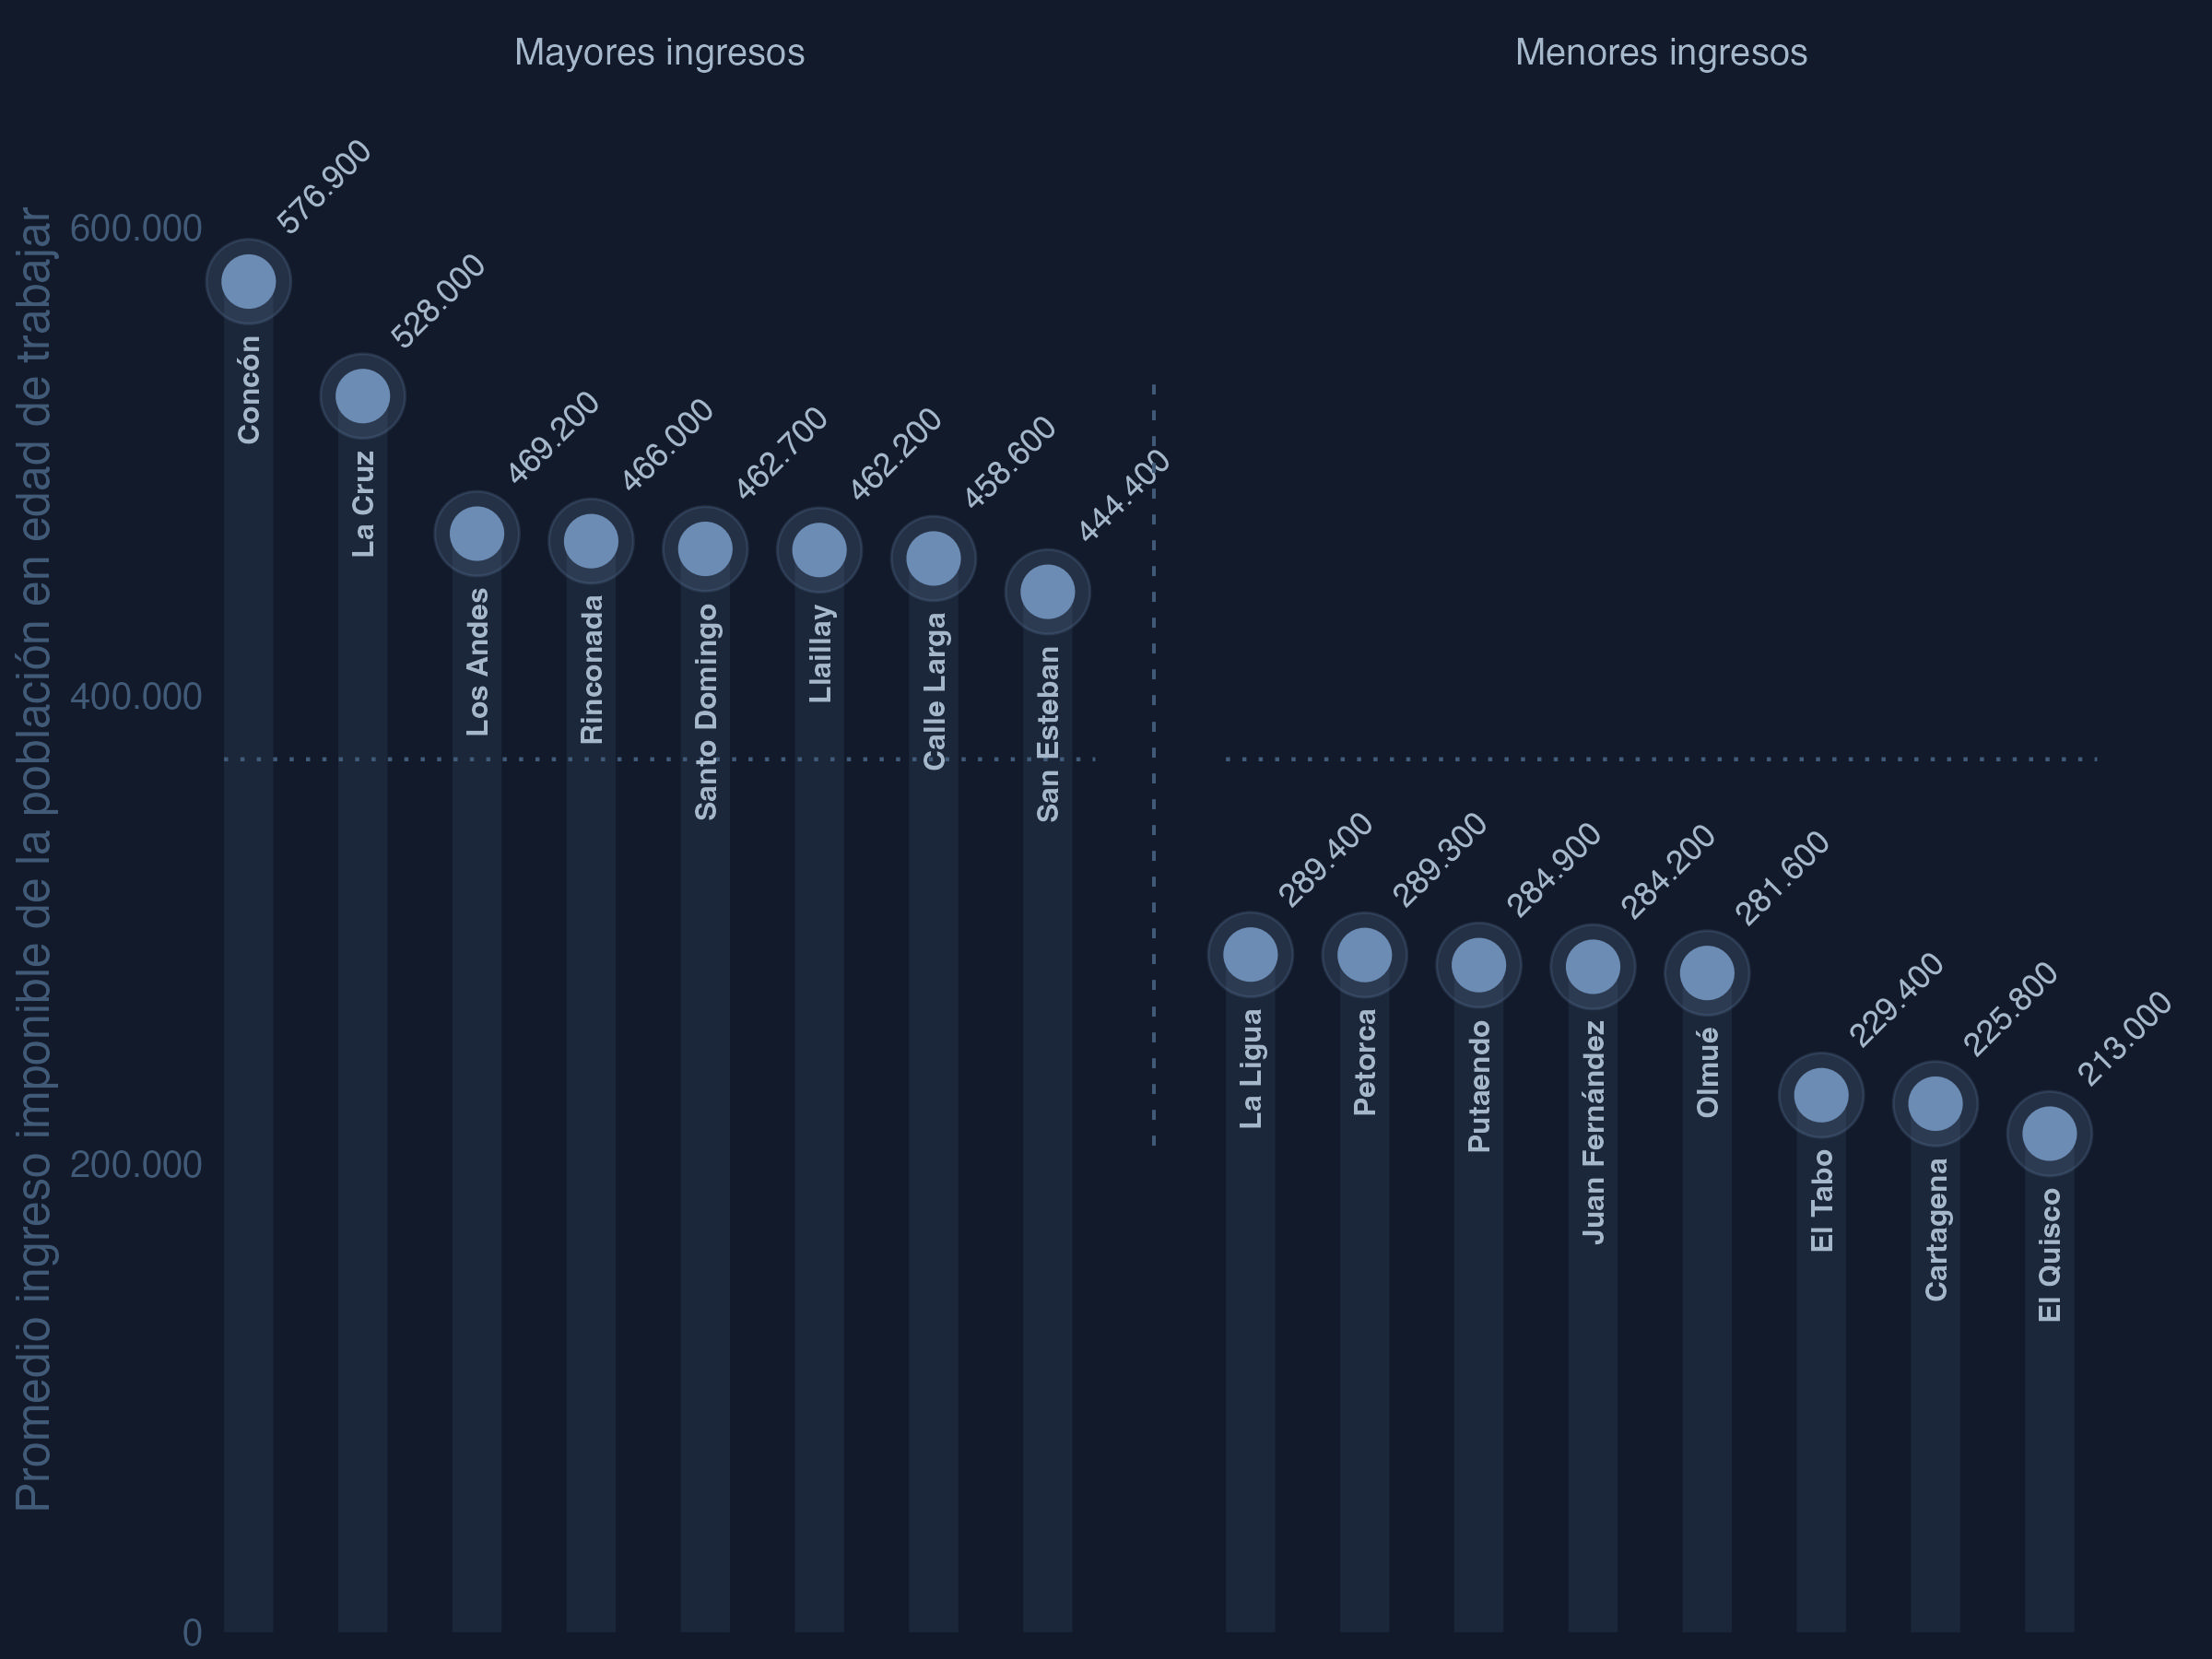 Mayores ingresos
Menores ingresos
Promedio ingreso imponible de la población en edad de trabajar
600.000
400.000
200.000
0
576.900
Concón
528.000
La Cruz
469.200
Los Andes
466.000
Rinconada
462.700
Santo Domingo
462.200
Llaillay
458.600
Calle Larga
444.400
San Esteban
289.400
La Ligua
289.300
Petorca
284.900
Putaendo
284.200
Juan Fernández
281.600
Olmué
229.400
El Tabo
225.800
Cartagena
213.000
El Quisco